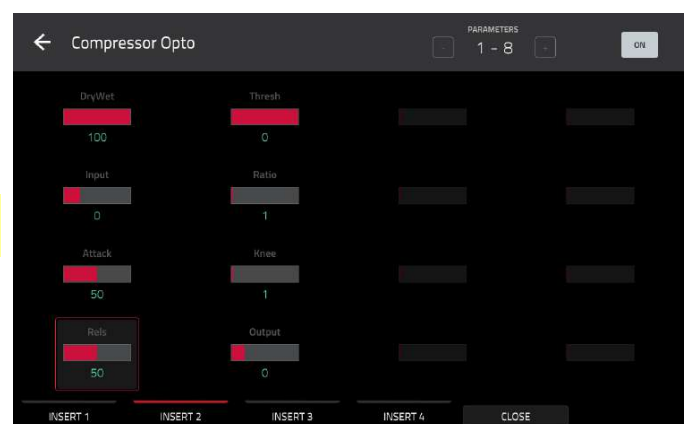 PARAMETERS
← Compressor Opto - 1 - 8 + ON
DryWet Thresh
100 0
Input Ratio
0 1
Attack Knee
50 1
Rels Output
50 0
INSERT 1 INSERT 2 INSERT 3 INSERT 4 CLOSE